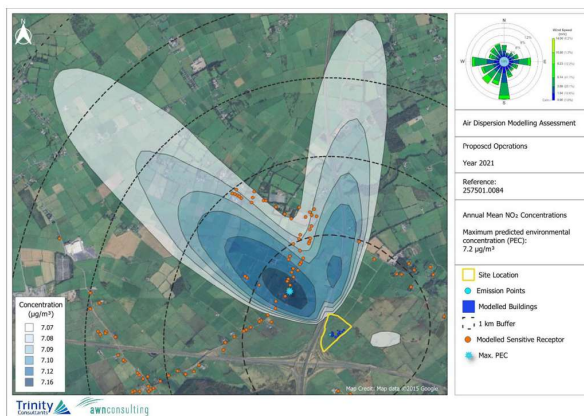 N
N
W
E
S
Air Dispersion Modelling Assessment
Proposed Operations
Year 2021
Reference:
257501.0084
Annual Mean NO₂ Concentrations
Maximum predicted environmental
concentration (PEC):
7.2 µg/m³
Site Location
Emission Points
Modelled Buildings
1 km Buffer
Modelled Sensitive Receptor
Max. PEC
Concentration
(µg/m³)
7.07
7.08
7.09
7.10
7.12
7.16
Map Credit: Map data ©2015 Google
Trinity
Consultants
awnconsulting